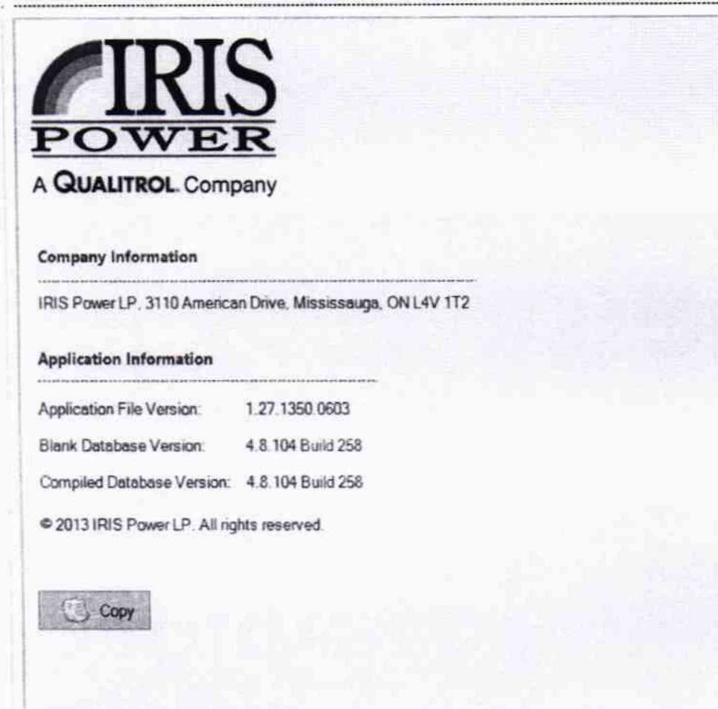 IRIS
POWER
A QUALITROL Company
Company Information
IRIS Power LP, 3110 American Drive, Mississauga, ON L4V 1T2
Application Information
Application File Version: 1.27.1350.0603
Blank Database Version: 4.8.104 Build 258
Compiled Database Version: 4.8.104 Build 258
© 2013 IRIS Power LP. All rights reserved.
Copy